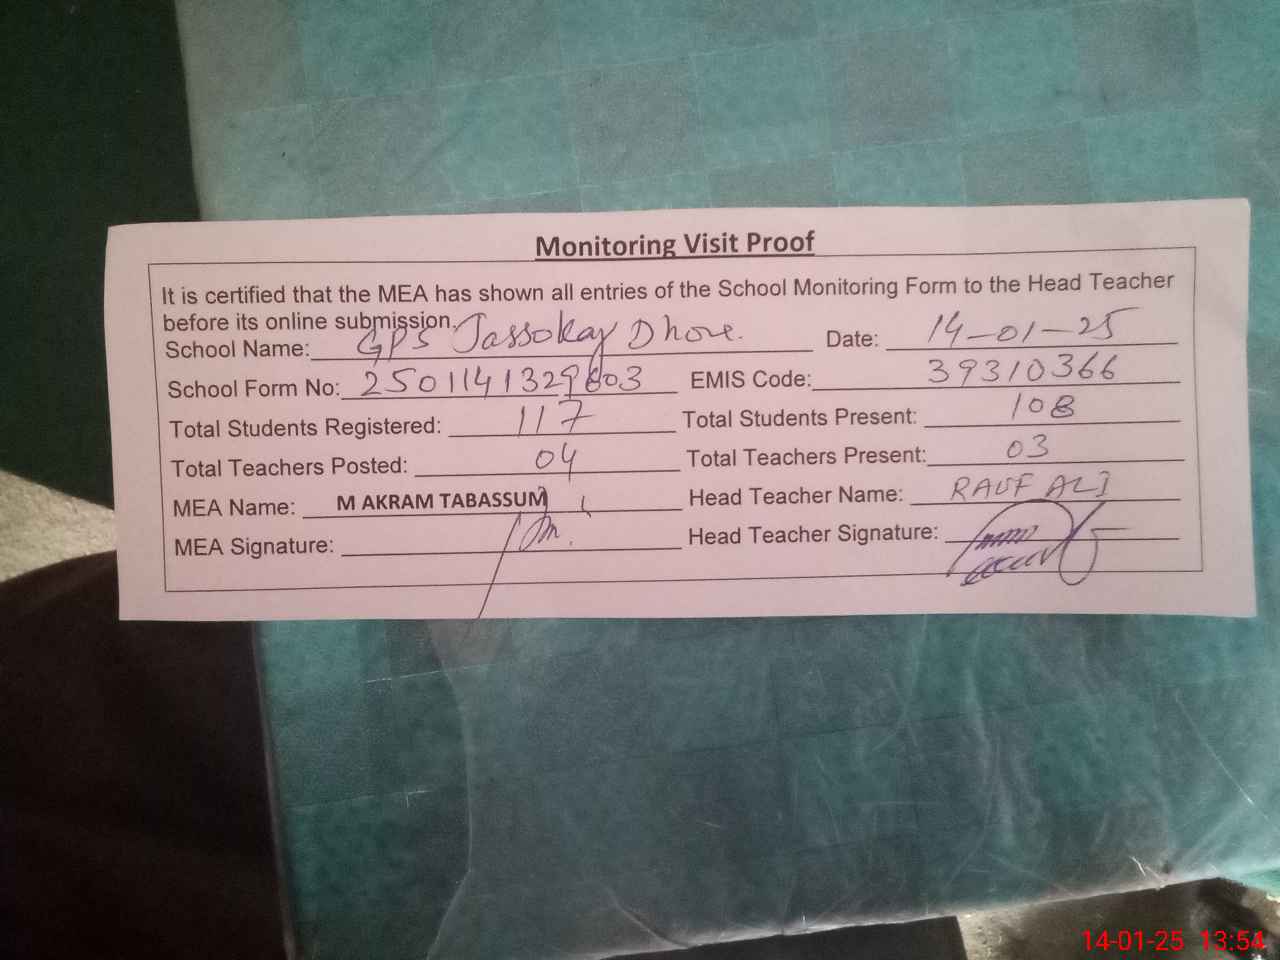 Monitoring Visit Proof
It is certified that the MEA has shown all entries of the School Monitoring Form to the Head Teacher
before its online submission.
School Name: GPS Jassokay Dhone. Date: 14-01-25
School Form No: 2501141329603 EMIS Code: 39310366
Total Students Registered: 117 Total Students Present: 108
Total Teachers Posted: 04 Total Teachers Present: 03
MEA Name: M AKRAM TABASSUM Head Teacher Name: RAUF ALI
MEA Signature: Head Teacher Signature:
14-01-25 13:54